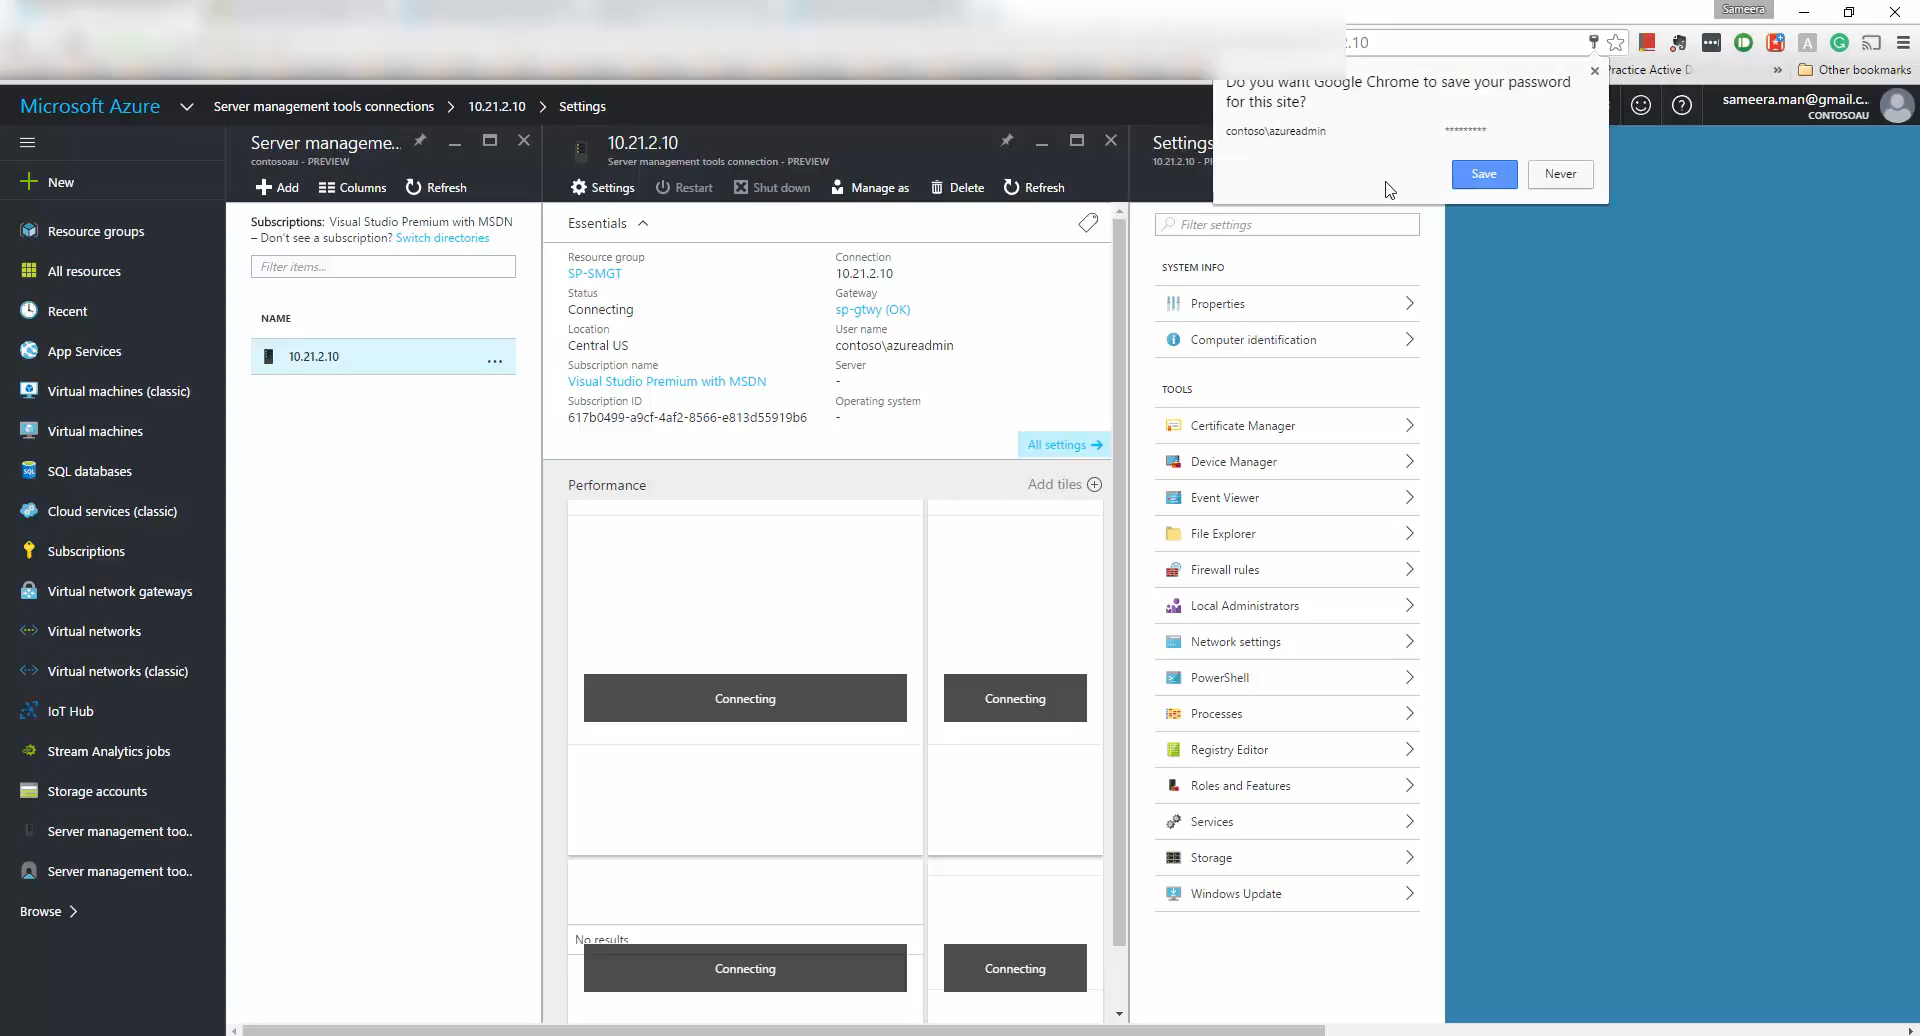 Sameera
.10
Practice Active D
»
Other bookmarks
Do you want Google Chrome to save your password
for this site?
contoso\azureadmin *********
Save Never
Microsoft Azure
Server management tools connections > 10.21.2.10 > Settings
sameera.man@gmail.c...
CONTOSOAU
New
Resource groups
All resources
Recent
App Services
Virtual machines (classic)
Virtual machines
SQL databases
Cloud services (classic)
Subscriptions
Virtual network gateways
Virtual networks
Virtual networks (classic)
IoT Hub
Stream Analytics jobs
Storage accounts
Server management too..
Server management too..
Browse >
Server manageme...
contosoau - PREVIEW
Add Columns Refresh
Subscriptions: Visual Studio Premium with MSDN
– Don't see a subscription? Switch directories
Filter items...
NAME
10.21.2.10 ...
10.21.2.10
Server management tools connection - PREVIEW
Settings Restart Shut down Manage as Delete Refresh
Essentials
Resource group
SP-SMGT
Status
Connecting
Location
Central US
Subscription name
Visual Studio Premium with MSDN
Subscription ID
617b0499-a9cf-4af2-8566-e813d55919b6
Connection
10.21.2.10
Gateway
sp-gtwy (OK)
User name
contoso\azureadmin
Server
-
Operating system
-
All settings →
Performance
Add tiles
Connecting
Connecting
No results
Connecting
Connecting
Settings
10.21.2.10 - P
Filter settings
SYSTEM INFO
Properties
Computer identification
TOOLS
Certificate Manager
Device Manager
Event Viewer
File Explorer
Firewall rules
Local Administrators
Network settings
PowerShell
Processes
Registry Editor
Roles and Features
Services
Storage
Windows Update